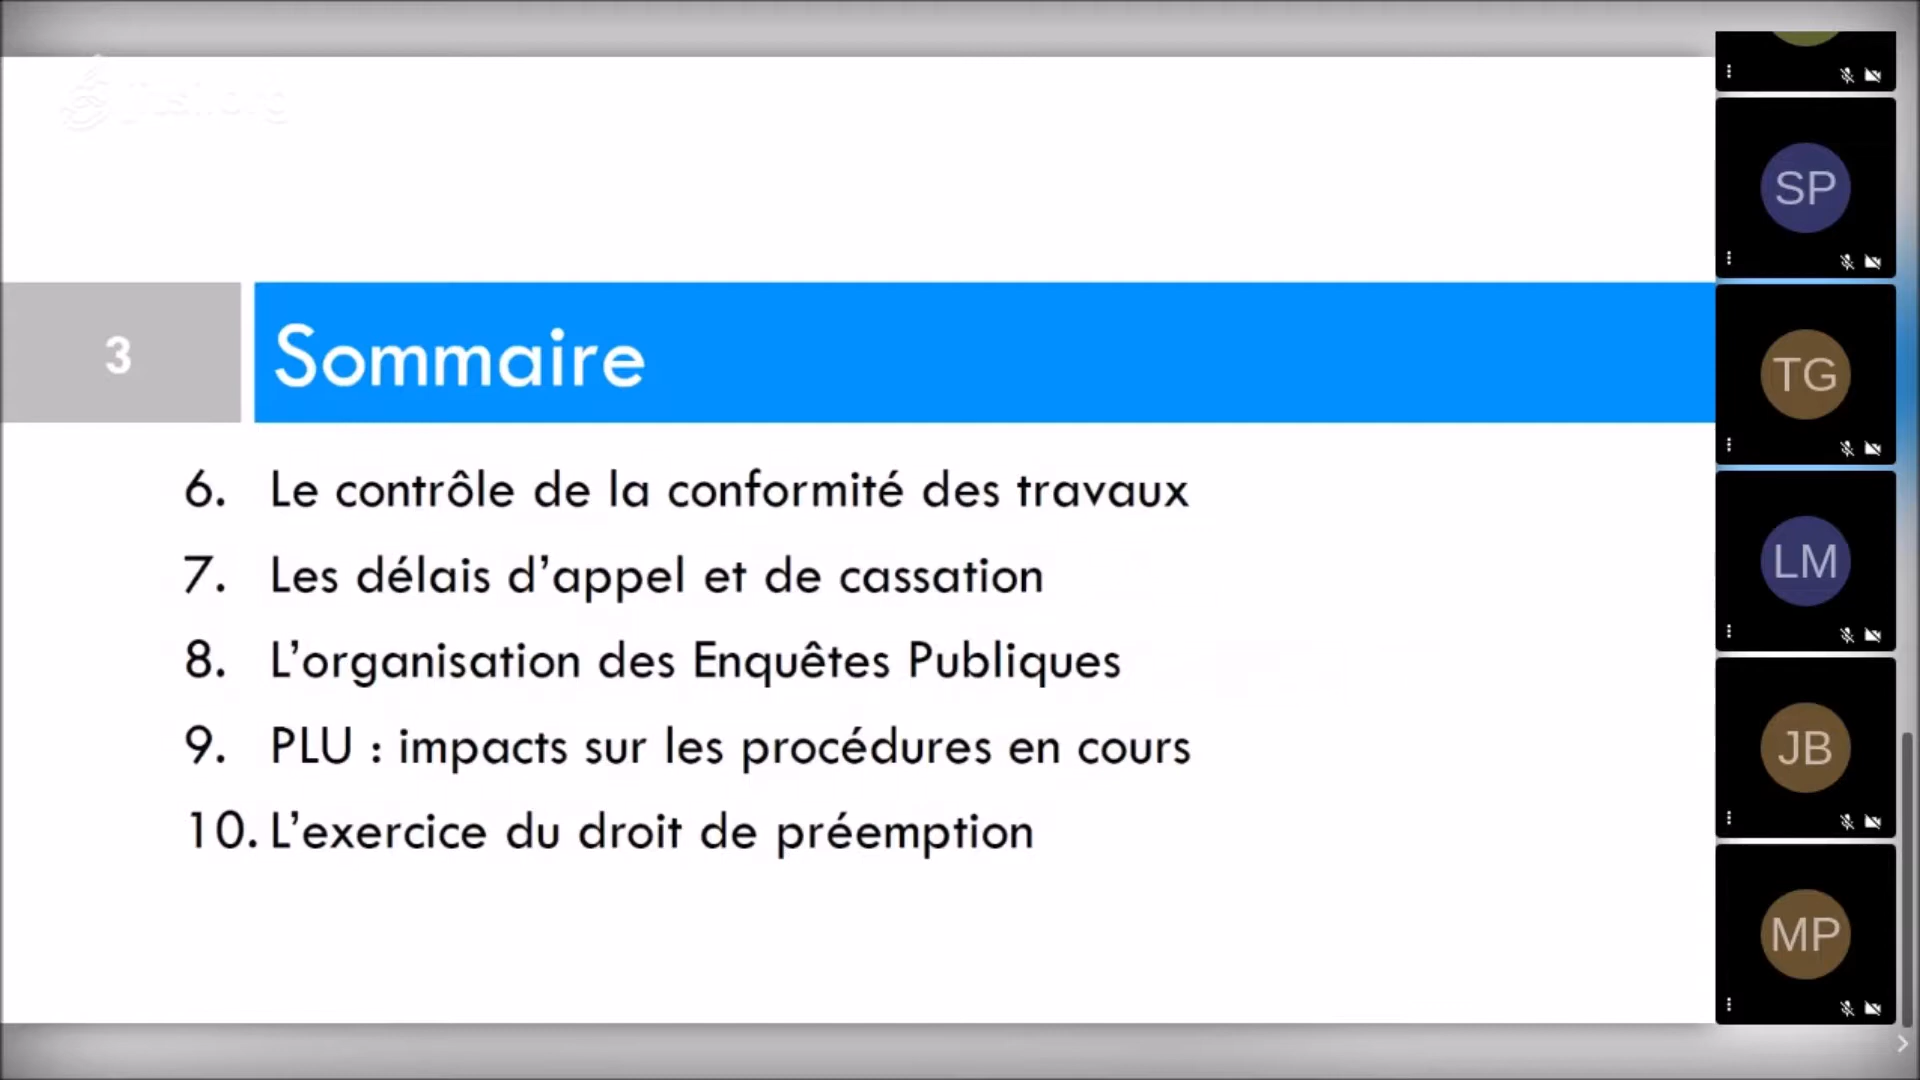 3
Sommaire
6. Le contrôle de la conformité des travaux
7. Les délais d’appel et de cassation
8. L’organisation des Enquêtes Publiques
9. PLU : impacts sur les procédures en cours
10. L’exercice du droit de préemption
SP
TG
LM
JB
MP